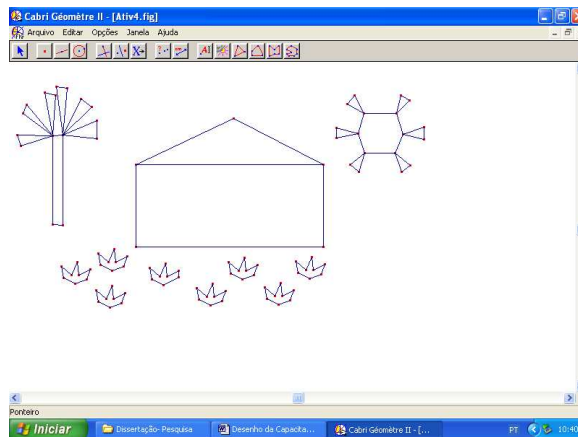 Cabri Géomètre II - [Ativ4.fig]
Arquivo Editar Opções Janela Ajuda
AI
Ponteiro
Iniciar Dissertação- Pesquisa Desenho da Capacita... Cabri Géomètre II - [... PT 10:40